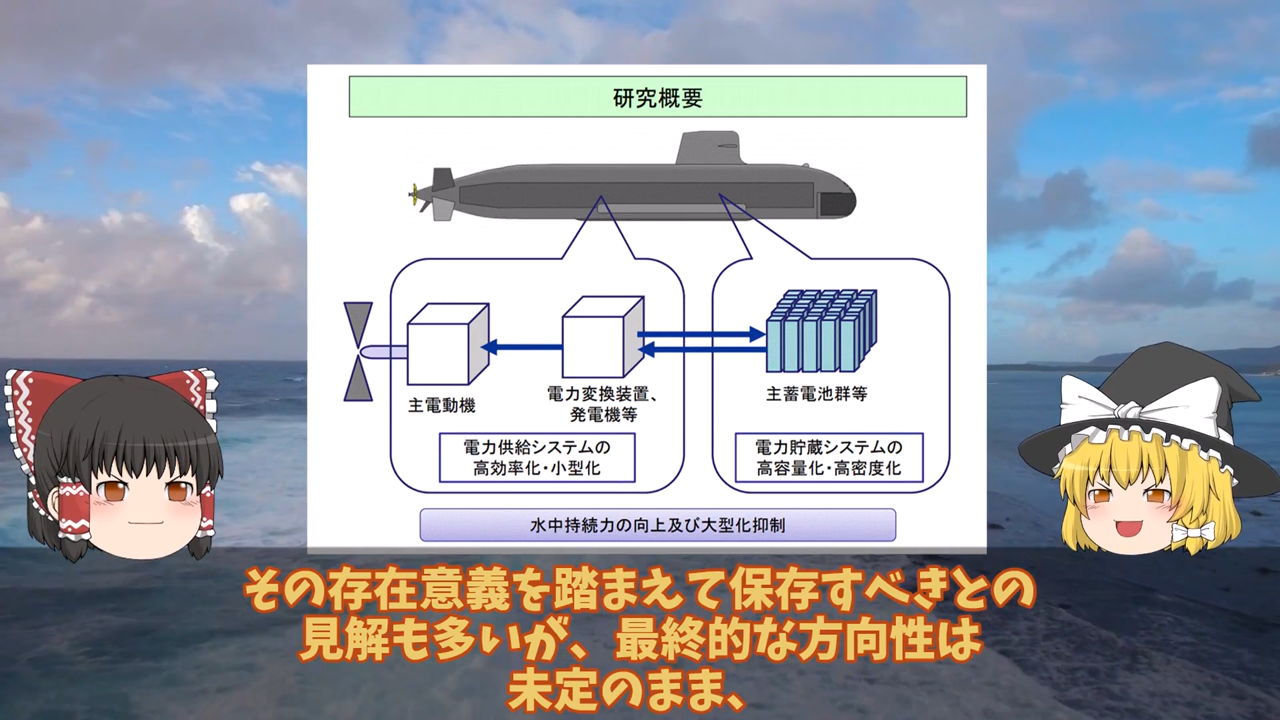 研究概要
主電動機
電力変換装置、
発電機等
主蓄電池群等
電力供給システムの
高効率化・小型化
電力貯蔵システムの
高容量化・高密度化
水中持続力の向上及び大型化抑制
その存在意義を踏まえて保存すべきとの
見解も多いが、最終的な方向性は
未定のまま、